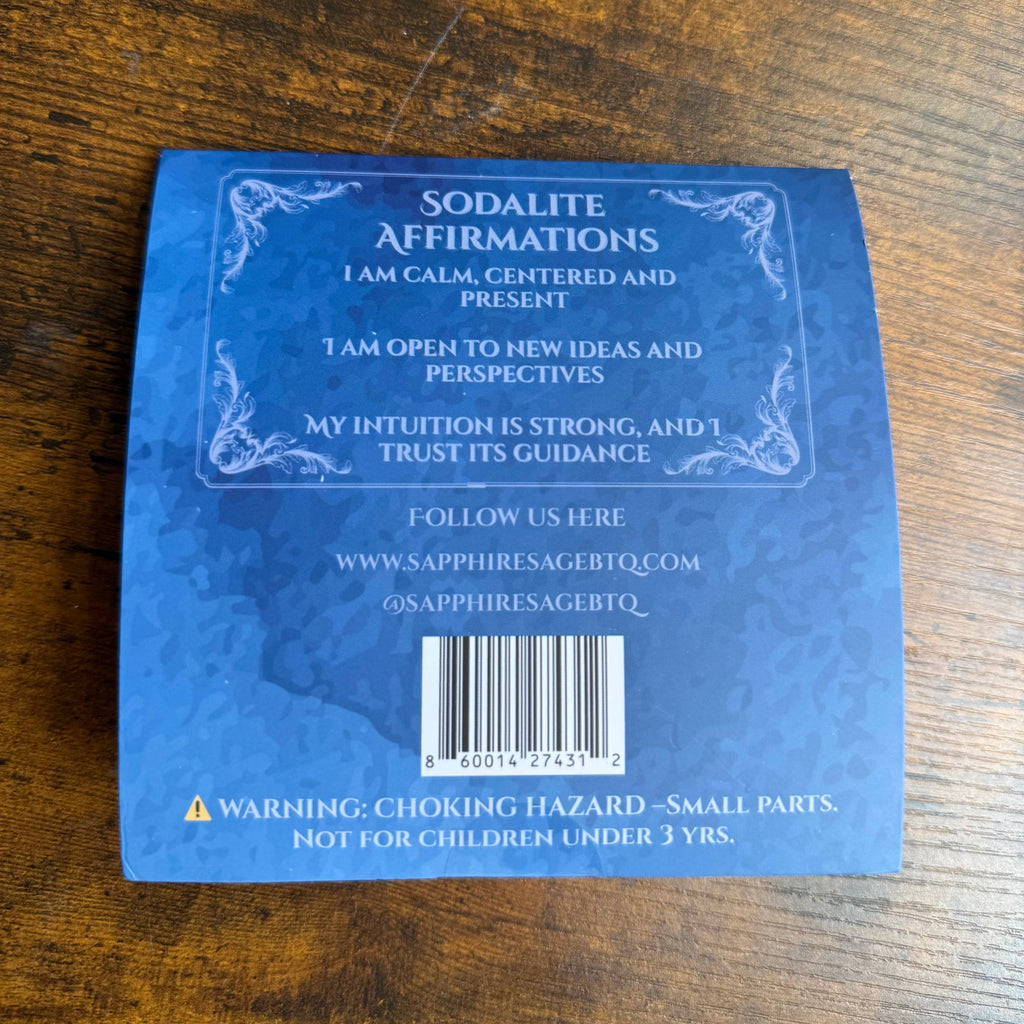 SODALITE
AFFIRMATIONS
I AM CALM, CENTERED AND
PRESENT
I AM OPEN TO NEW IDEAS AND
PERSPECTIVES
MY INTUITION IS STRONG, AND I
TRUST ITS GUIDANCE
FOLLOW US HERE
WWW.SAPPHIRESAGEBTQ.COM
@SAPPHIRESAGEBTQ
8 60014 27431 2
⚠ WARNING: CHOKING HAZARD –SMALL PARTS.
NOT FOR CHILDREN UNDER 3 YRS.